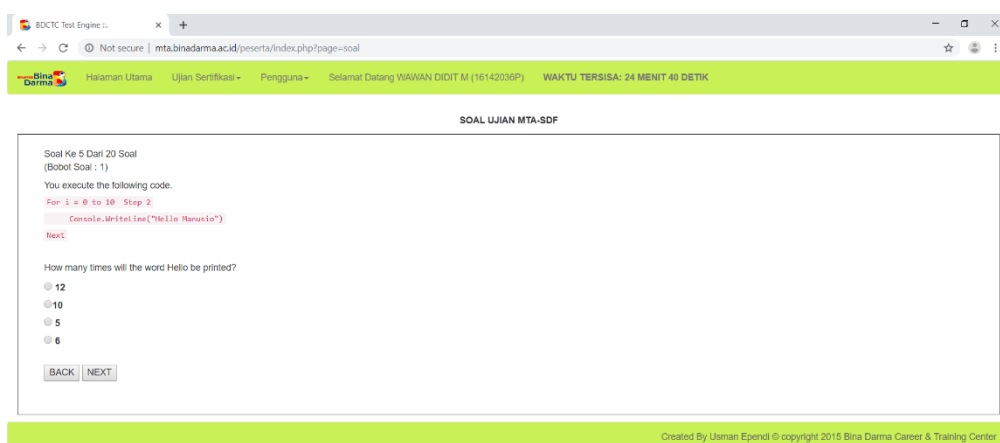 BDCTC Test Engine ::.
Not secure | mta.binadarma.ac.id/peserta/index.php?page=soal
Bina Darma Halaman Utama Ujian Sertifikasi Pengguna Selamat Datang WAWAN DIDIT M (16142036P) WAKTU TERSISA: 24 MENIT 40 DETIK
SOAL UJIAN MTA-SDF
Soal Ke 5 Dari 20 Soal
(Bobot Soal : 1)
You execute the following code.
For i = 0 to 10 Step 2
Console.WriteLine("Hello Manusio")
Next
How many times will the word Hello be printed?
12
10
5
6
BACK NEXT
Created By Usman Ependi © copyright 2015 Bina Darma Career & Training Center